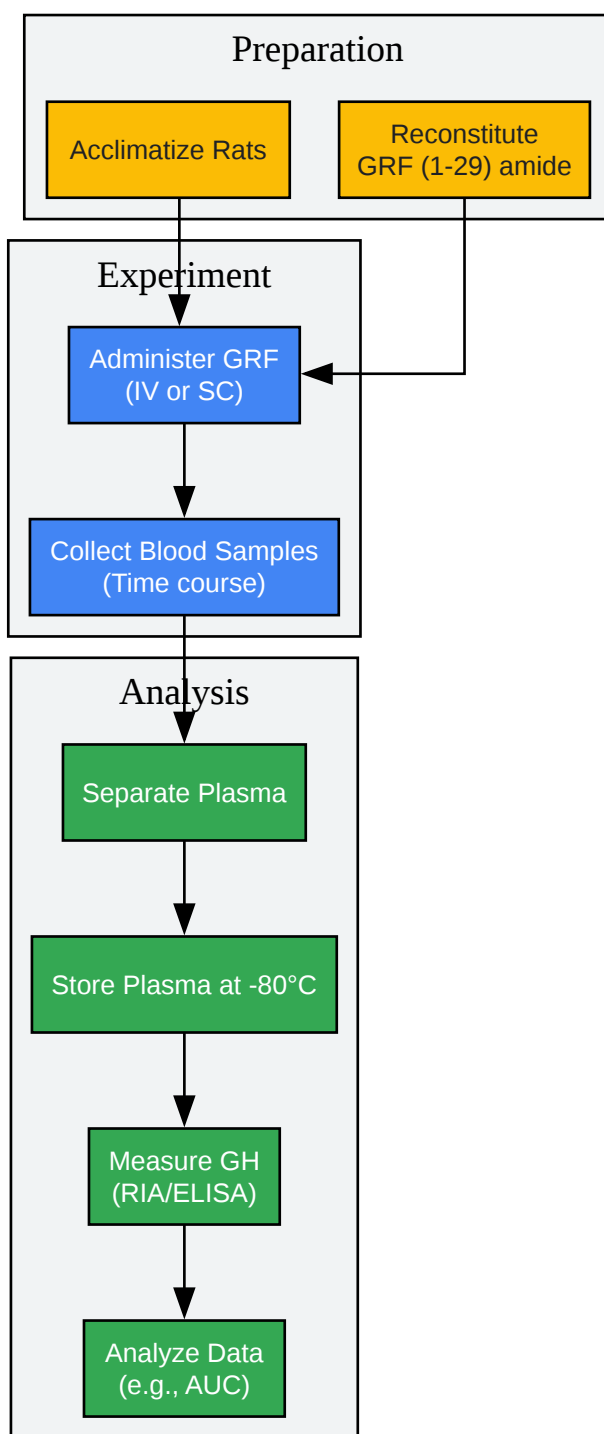 Preparation
Acclimatize Rats
Reconstitute
GRF (1-29) amide
Experiment
Administer GRF
(IV or SC)
Collect Blood Samples
(Time course)
Analysis
Separate Plasma
Store Plasma at -80°C
Measure GH
(RIA/ELISA)
Analyze Data
(e.g., AUC)